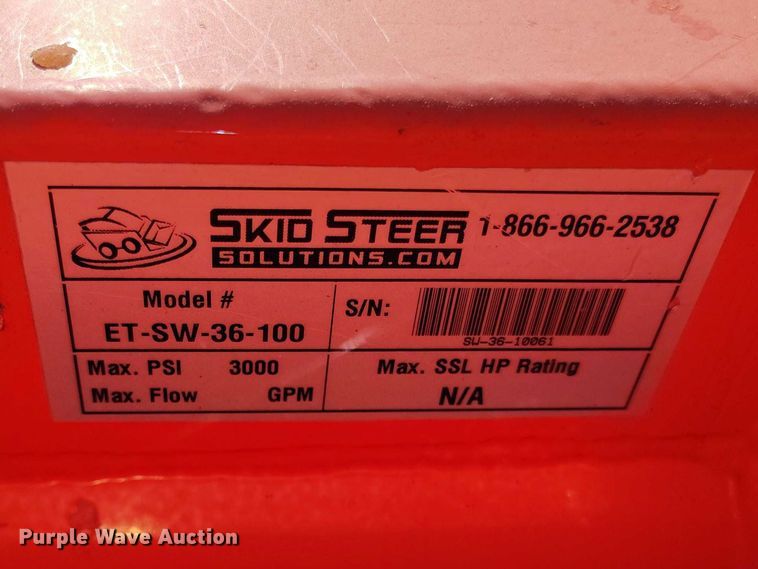 SKID STEER 1-866-966-2538
SOLUTIONS.COM
Model #
ET-SW-36-100
S/N:
SW-36-10061
Max. PSI 3000
Max. Flow GPM
Max. SSL HP Rating
N/A
Purple Wave Auction